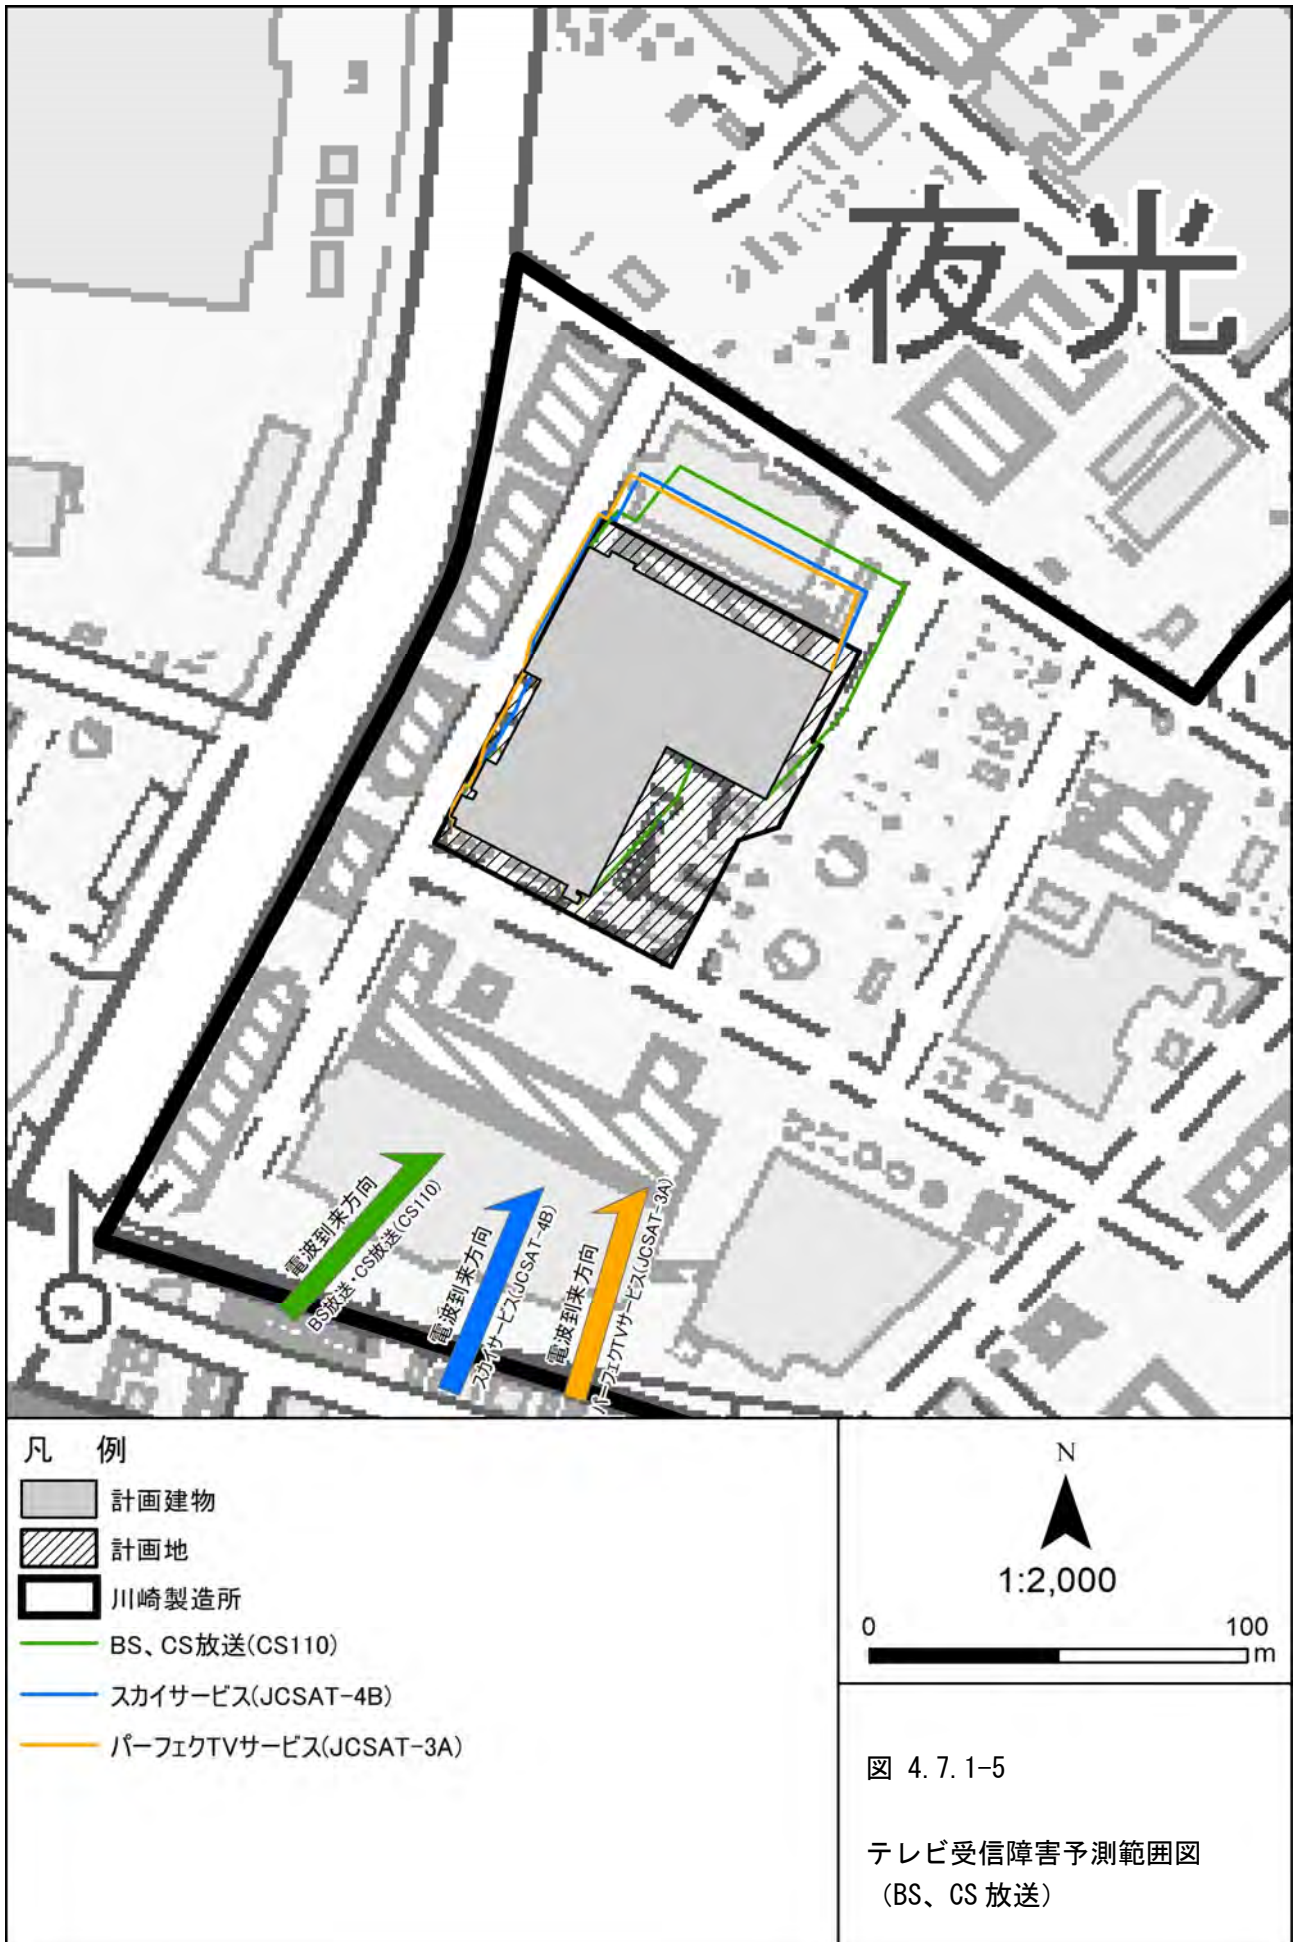 夜光
電波到来方向
BS放送・CS放送(CS110)
電波到来方向
スカイサービス(JCSAT-4B)
電波到来方向
パーフェクTVサービス(JCSAT-3A)
凡 例
計画建物
計画地
川崎製造所
BS、CS放送(CS110)
スカイサービス(JCSAT-4B)
パーフェクTVサービス(JCSAT-3A)
N
1:2,000
0 100
m
図 4.7.1-5
テレビ受信障害予測範囲図
(BS、CS 放送)